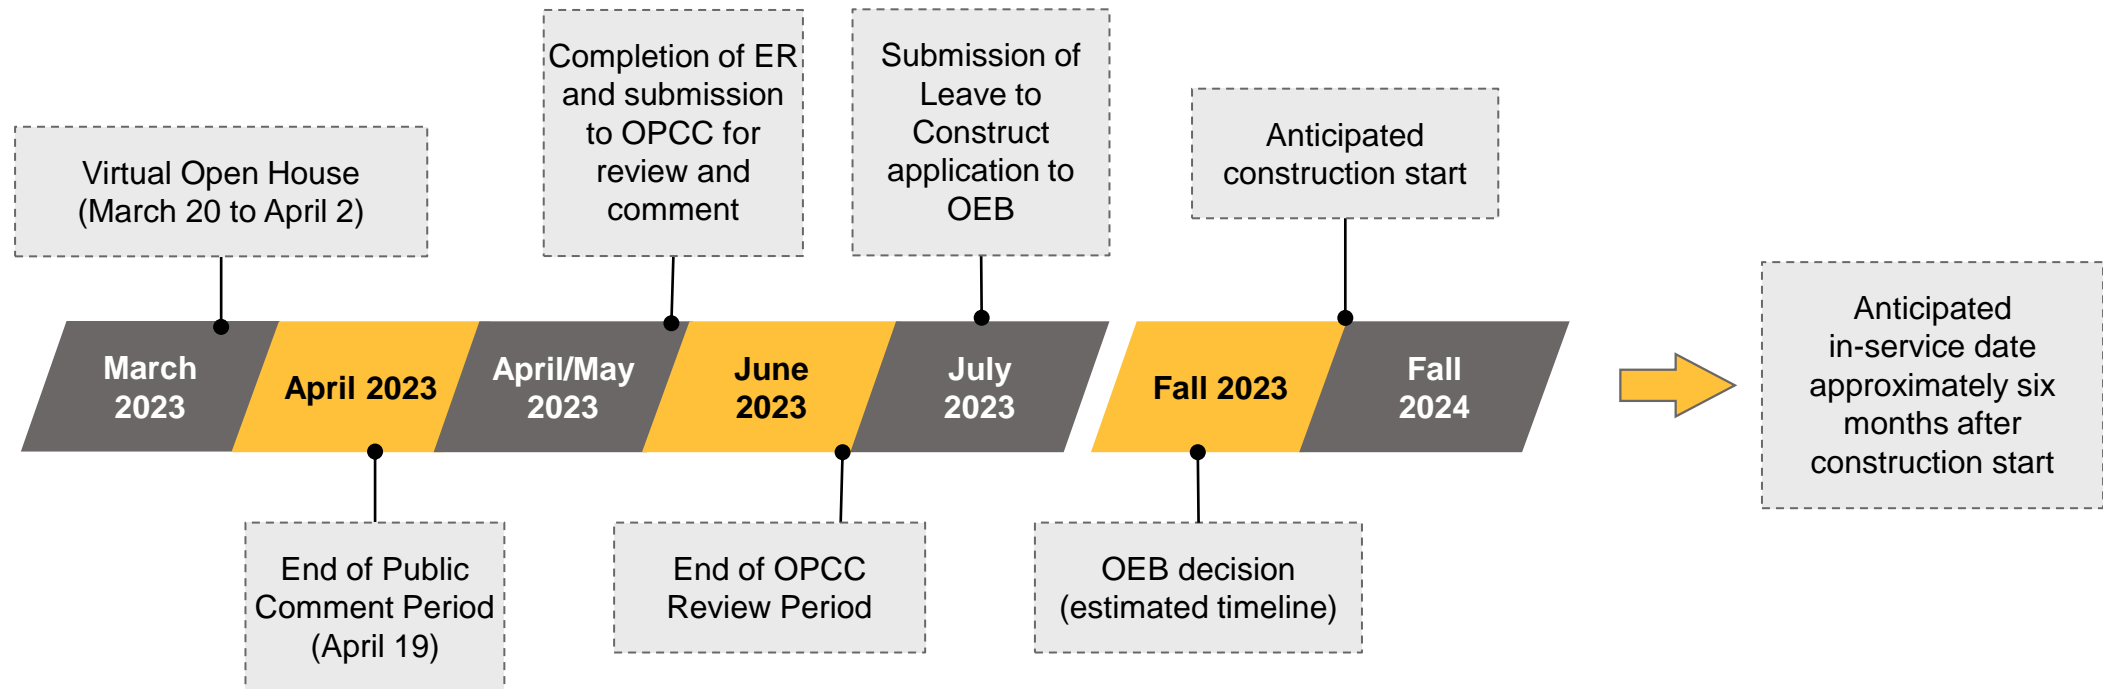 Virtual Open House
(March 20 to April 2)
Completion of ER
and submission
to OPCC for
review and
comment
Submission of
Leave to
Construct
application to
OEB
Anticipated
construction start
March
2023
April 2023
April/May
2023
June
2023
July
2023
Fall 2023
Fall
2024
Anticipated
in-service date
approximately six
months after
construction start
End of Public
Comment Period
(April 19)
End of OPCC
Review Period
OEB decision
(estimated timeline)